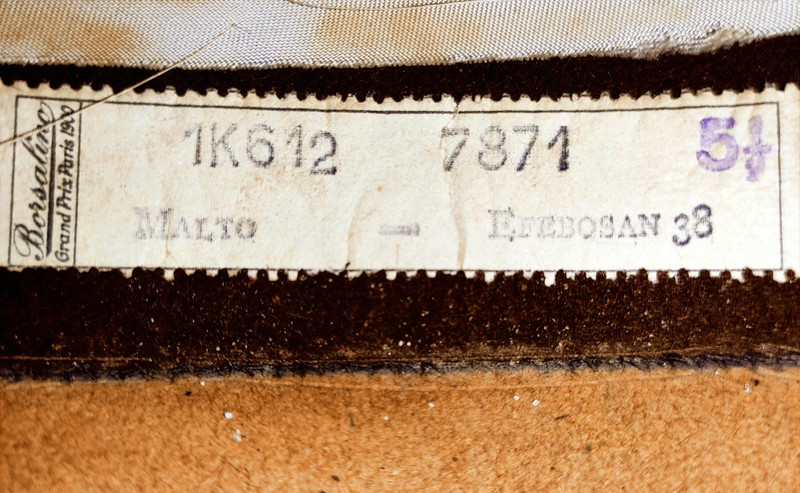 Borsalino
Grand Prix Paris 1900
1K612 7871 5½
MALTO — EFEBOSAN 38